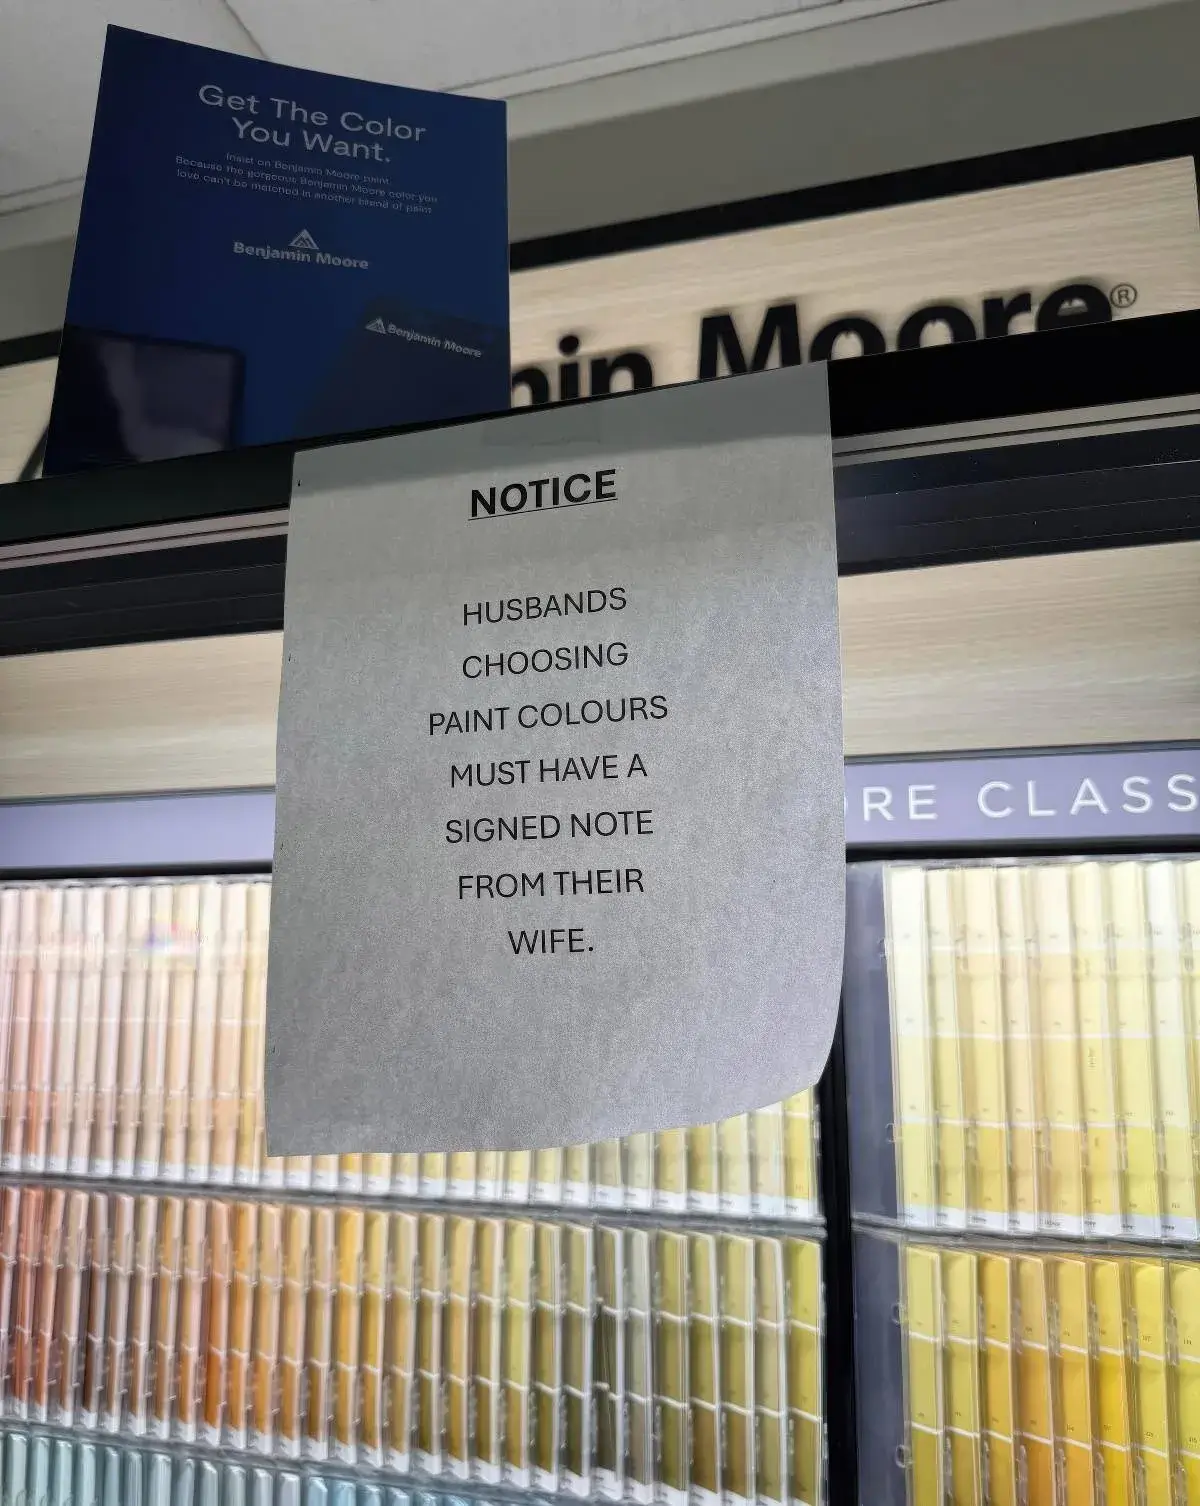 Get The Color
You Want.
Insist on Benjamin Moore paint.
Because the gorgeous Benjamin Moore color you
love can't be matched in another brand of paint.
Benjamin Moore
Benjamin Moore
min Moore®
NOTICE
HUSBANDS
CHOOSING
PAINT COLOURS
MUST HAVE A
SIGNED NOTE
FROM THEIR
WIFE.
ORE CLASS